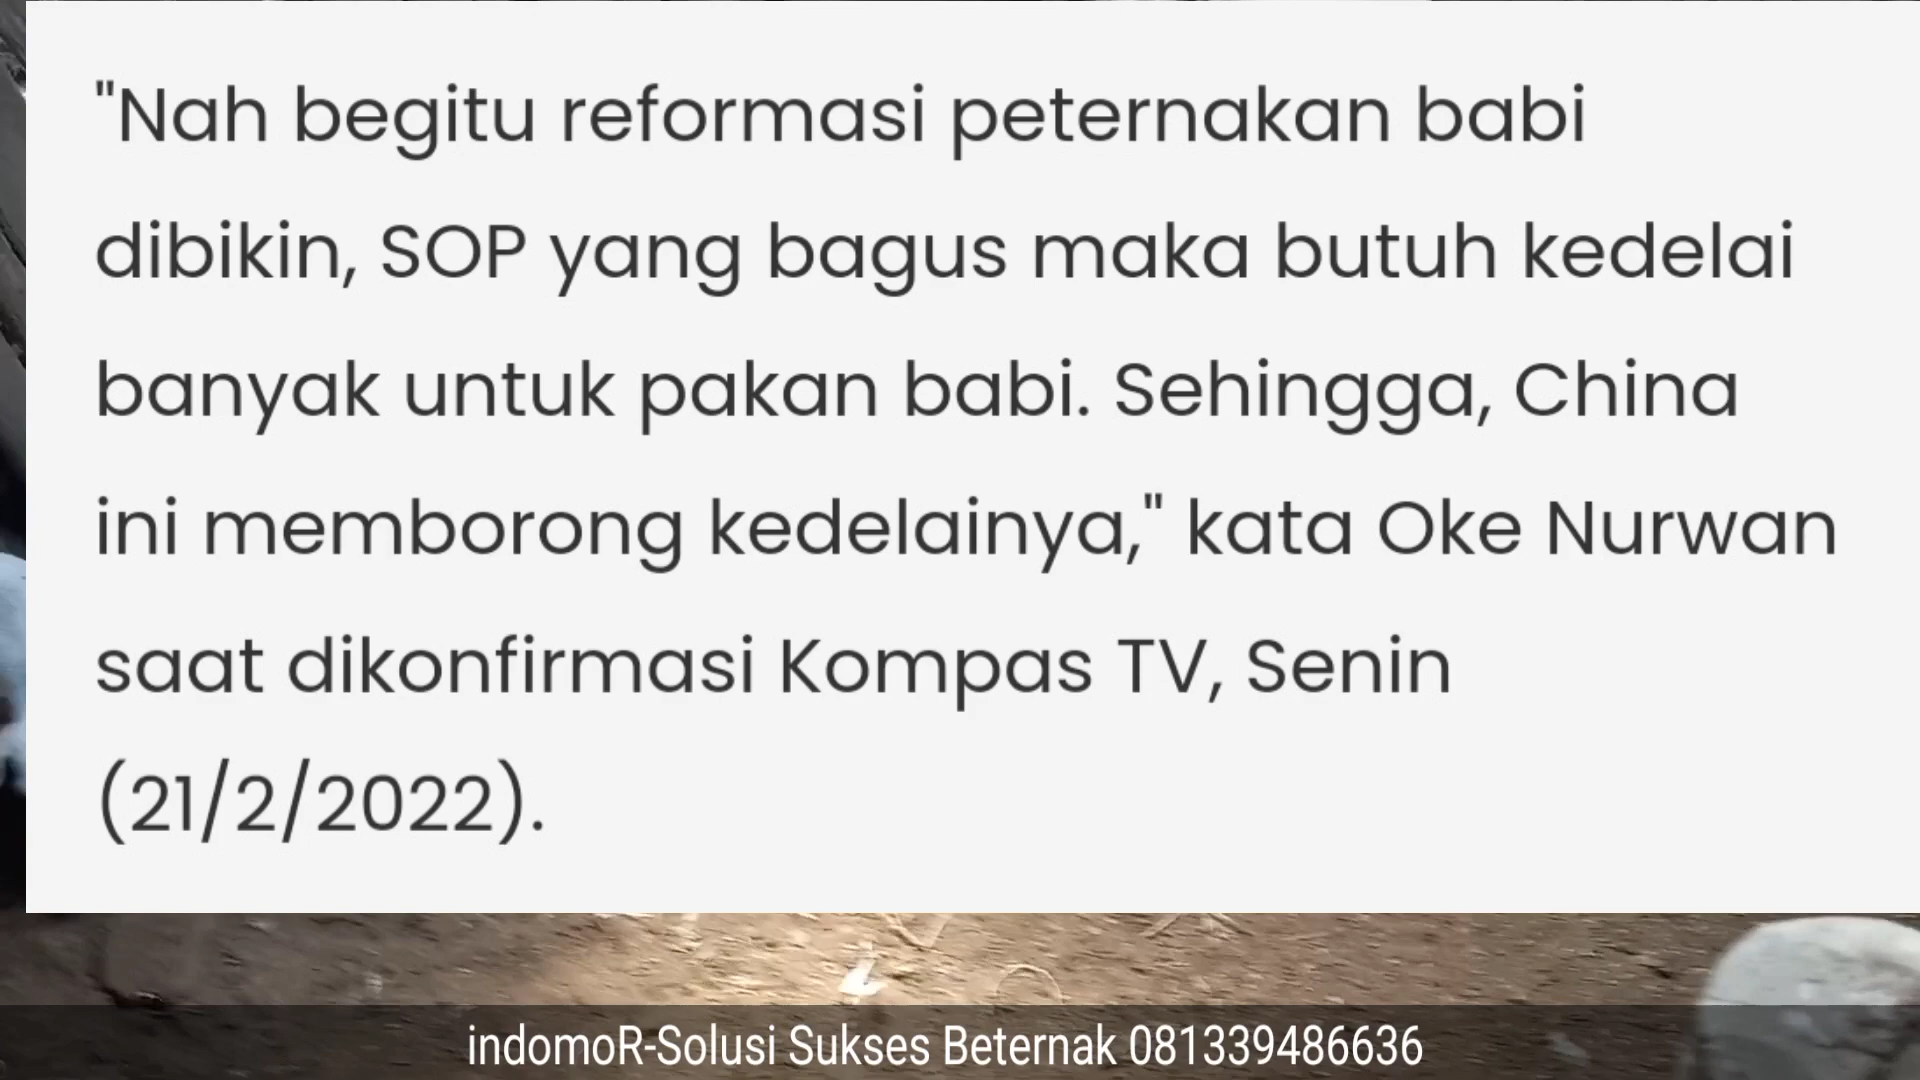 "Nah begitu reformasi peternakan babi
dibikin, SOP yang bagus maka butuh kedelai
banyak untuk pakan babi. Sehingga, China
ini memborong kedelainya," kata Oke Nurwan
saat dikonfirmasi Kompas TV, Senin
(21/2/2022).
indomoR-Solusi Sukses Beternak 081339486636